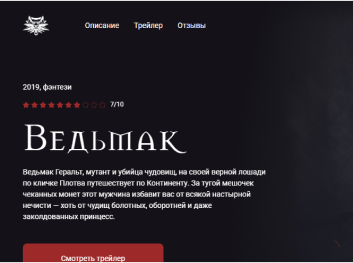 Описание Трейлер Отзывы
2019, фэнтези
7/10
Ведьмак
Ведьмак Геральт, мутант и убийца чудовищ, на своей верной лошади
по кличке Плотва путешествует по Континенту. За тугой мешочек
чеканных монет этот мужчина избавит вас от всякой настырной
нечисти — хоть от чудищ болотных, оборотней и даже
заколдованных принцесс.
Смотреть трейлер